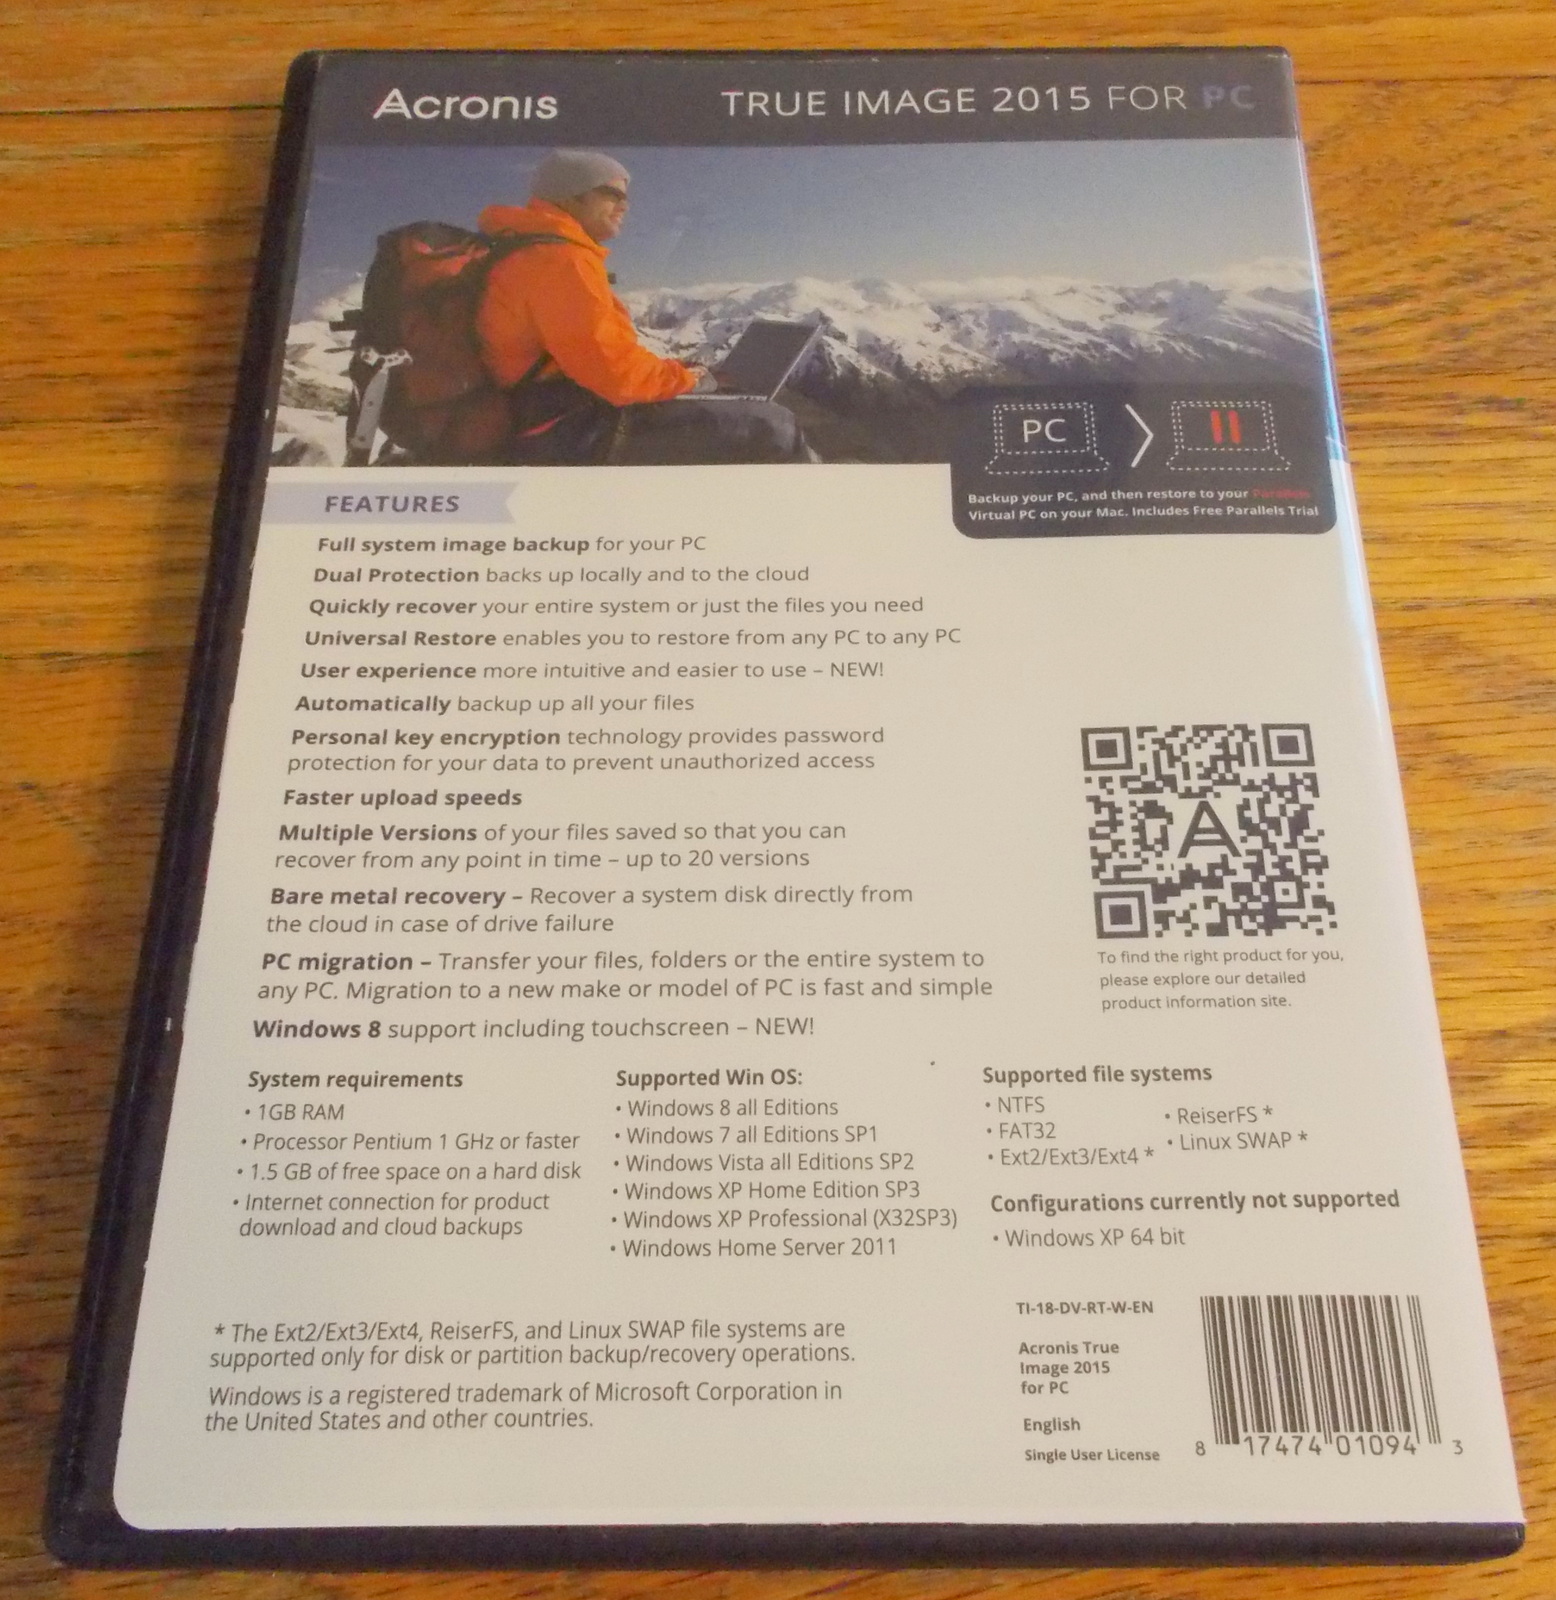 Acronis
TRUE IMAGE 2015 FOR PC
PC
Backup your PC, and then restore to your Parallels
Virtual PC on your Mac. Includes Free Parallels Trial
FEATURES
Full system image backup for your PC
Dual Protection backs up locally and to the cloud
Quickly recover your entire system or just the files you need
Universal Restore enables you to restore from any PC to any PC
User experience more intuitive and easier to use – NEW!
Automatically backup up all your files
Personal key encryption technology provides password
protection for your data to prevent unauthorized access
Faster upload speeds
Multiple Versions of your files saved so that you can
recover from any point in time – up to 20 versions
Bare metal recovery – Recover a system disk directly from
the cloud in case of drive failure
PC migration – Transfer your files, folders or the entire system to
any PC. Migration to a new make or model of PC is fast and simple
Windows 8 support including touchscreen – NEW!
A
To find the right product for you,
please explore our detailed
product information site.
System requirements
• 1GB RAM
• Processor Pentium 1 GHz or faster
• 1.5 GB of free space on a hard disk
• Internet connection for product
download and cloud backups
Supported Win OS:
• Windows 8 all Editions
• Windows 7 all Editions SP1
• Windows Vista all Editions SP2
• Windows XP Home Edition SP3
• Windows XP Professional (X32SP3)
• Windows Home Server 2011
Supported file systems
• NTFS
• FAT32
• Ext2/Ext3/Ext4 *
• ReiserFS *
• Linux SWAP *
Configurations currently not supported
• Windows XP 64 bit
* The Ext2/Ext3/Ext4, ReiserFS, and Linux SWAP file systems are
supported only for disk or partition backup/recovery operations.
Windows is a registered trademark of Microsoft Corporation in
the United States and other countries.
TI-18-DV-RT-W-EN
Acronis True
Image 2015
for PC
English
Single User License
8 17474 01094 3